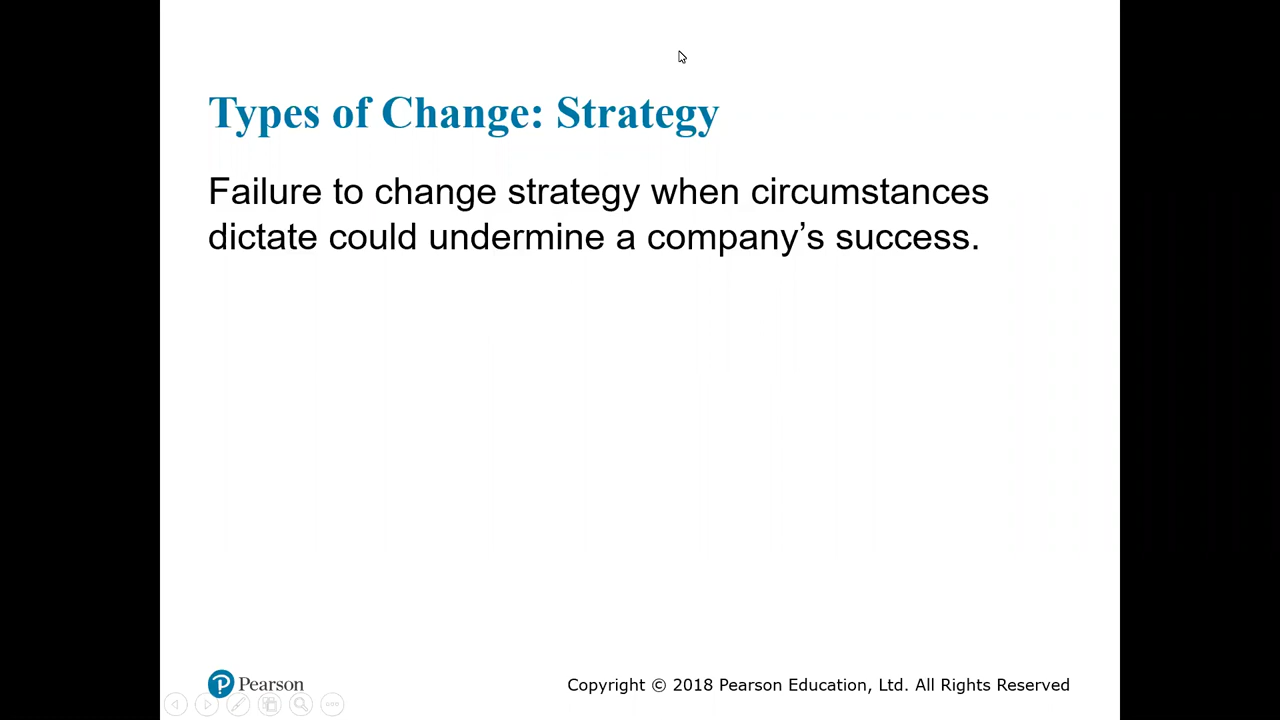 Types of Change: Strategy
Failure to change strategy when circumstances
dictate could undermine a company’s success.
Pearson
Copyright © 2018 Pearson Education, Ltd. All Rights Reserved